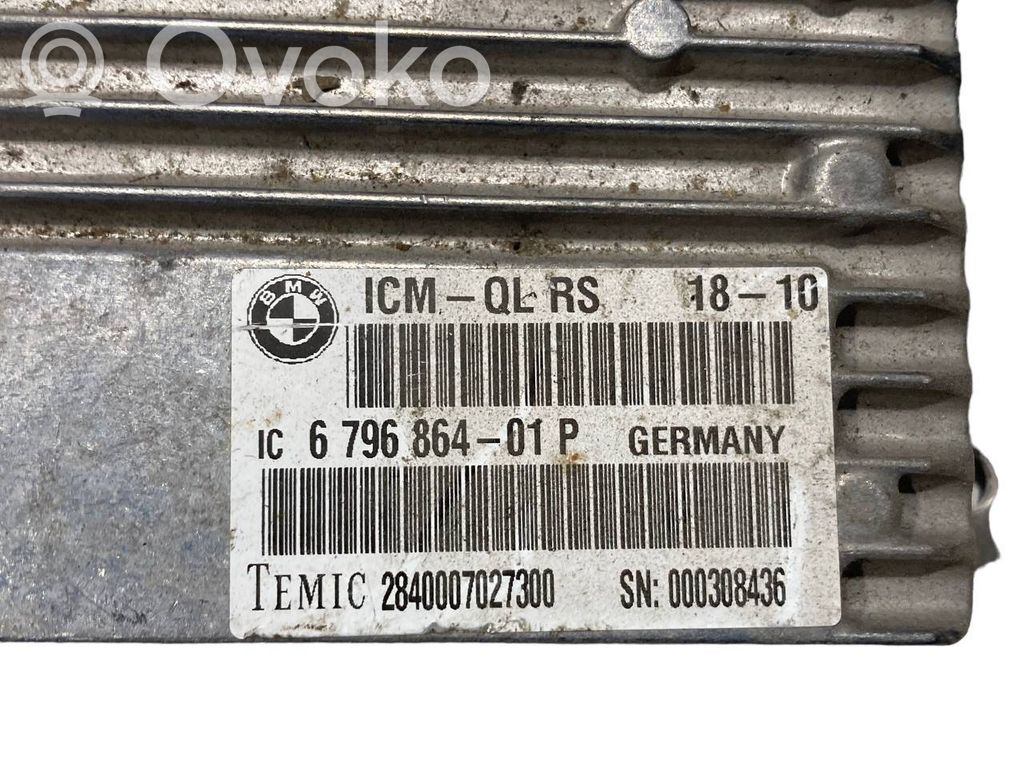 Ovoko
BMW ICM-QL RS 18-10
IC 6 796 864-01 P GERMANY
TEMIC 2840007027300 SN: 000308436